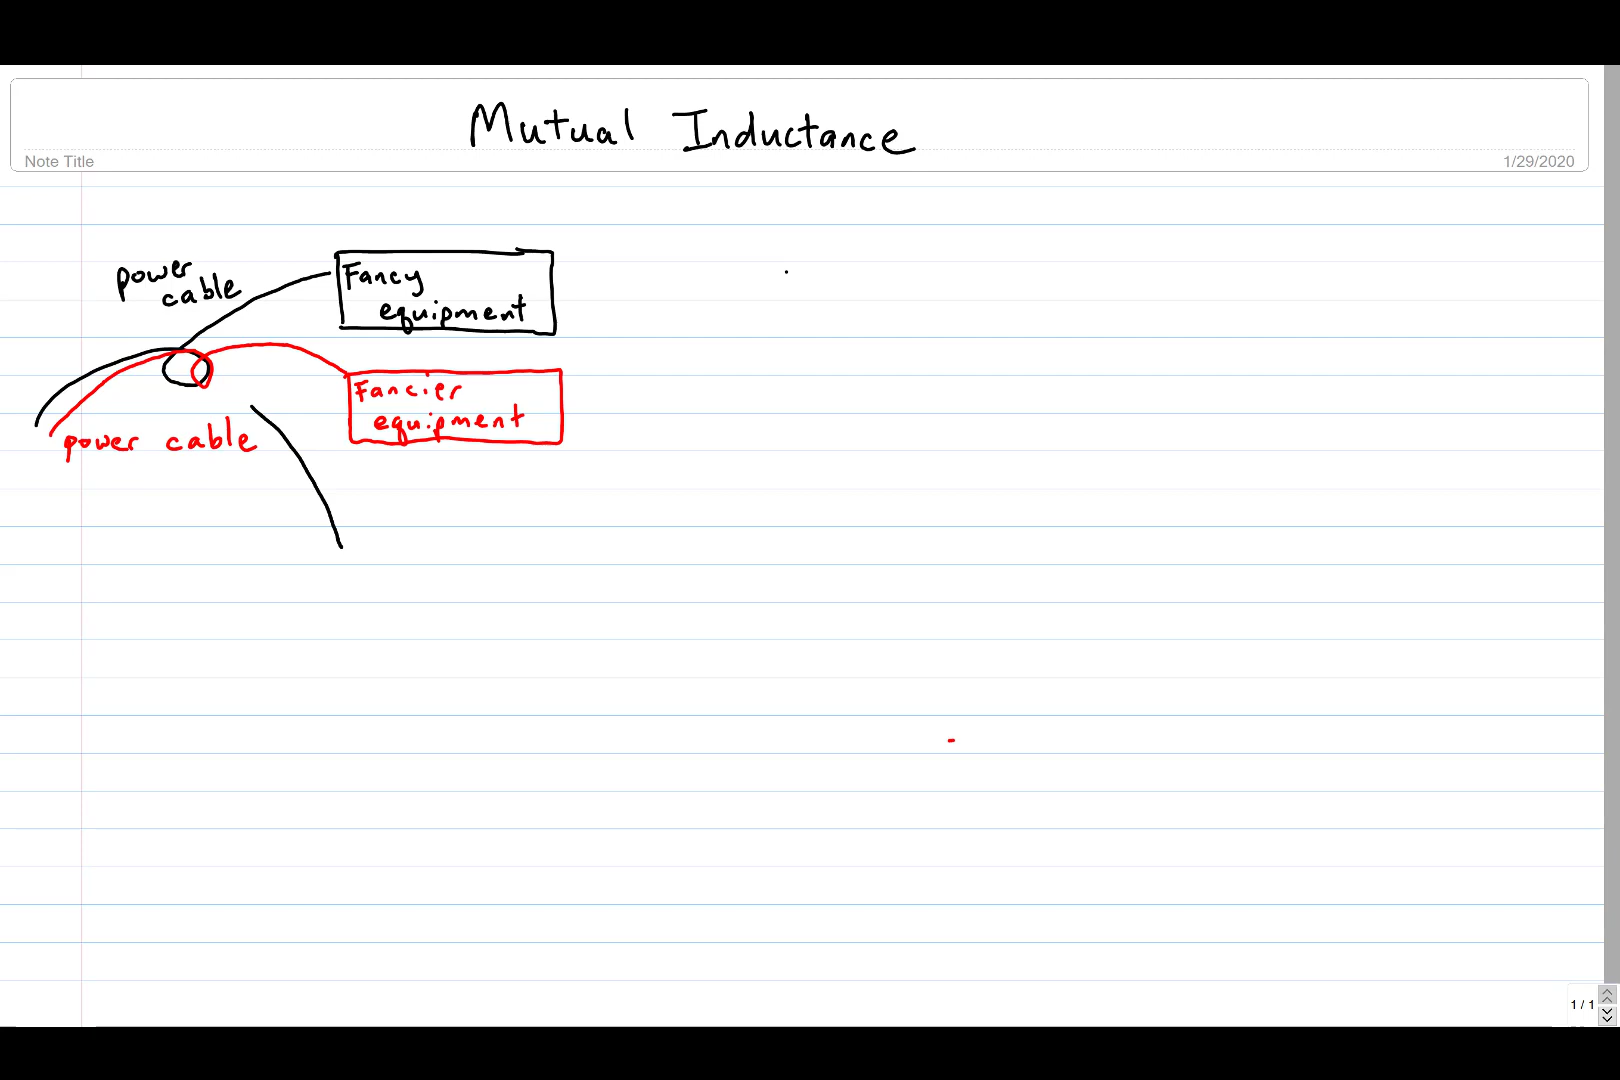 Mutual Inductance
Note Title
1/29/2020
power
cable
Fancy
equipment
Fancier
equipment
power cable
1 / 1